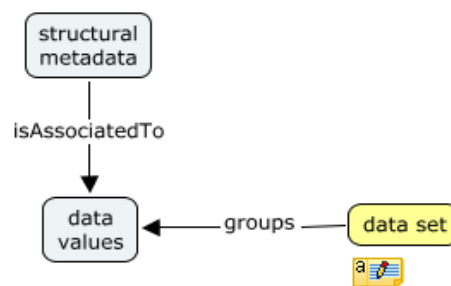 structural
metadata
isAssociatedTo
data
values
groups
data set
a